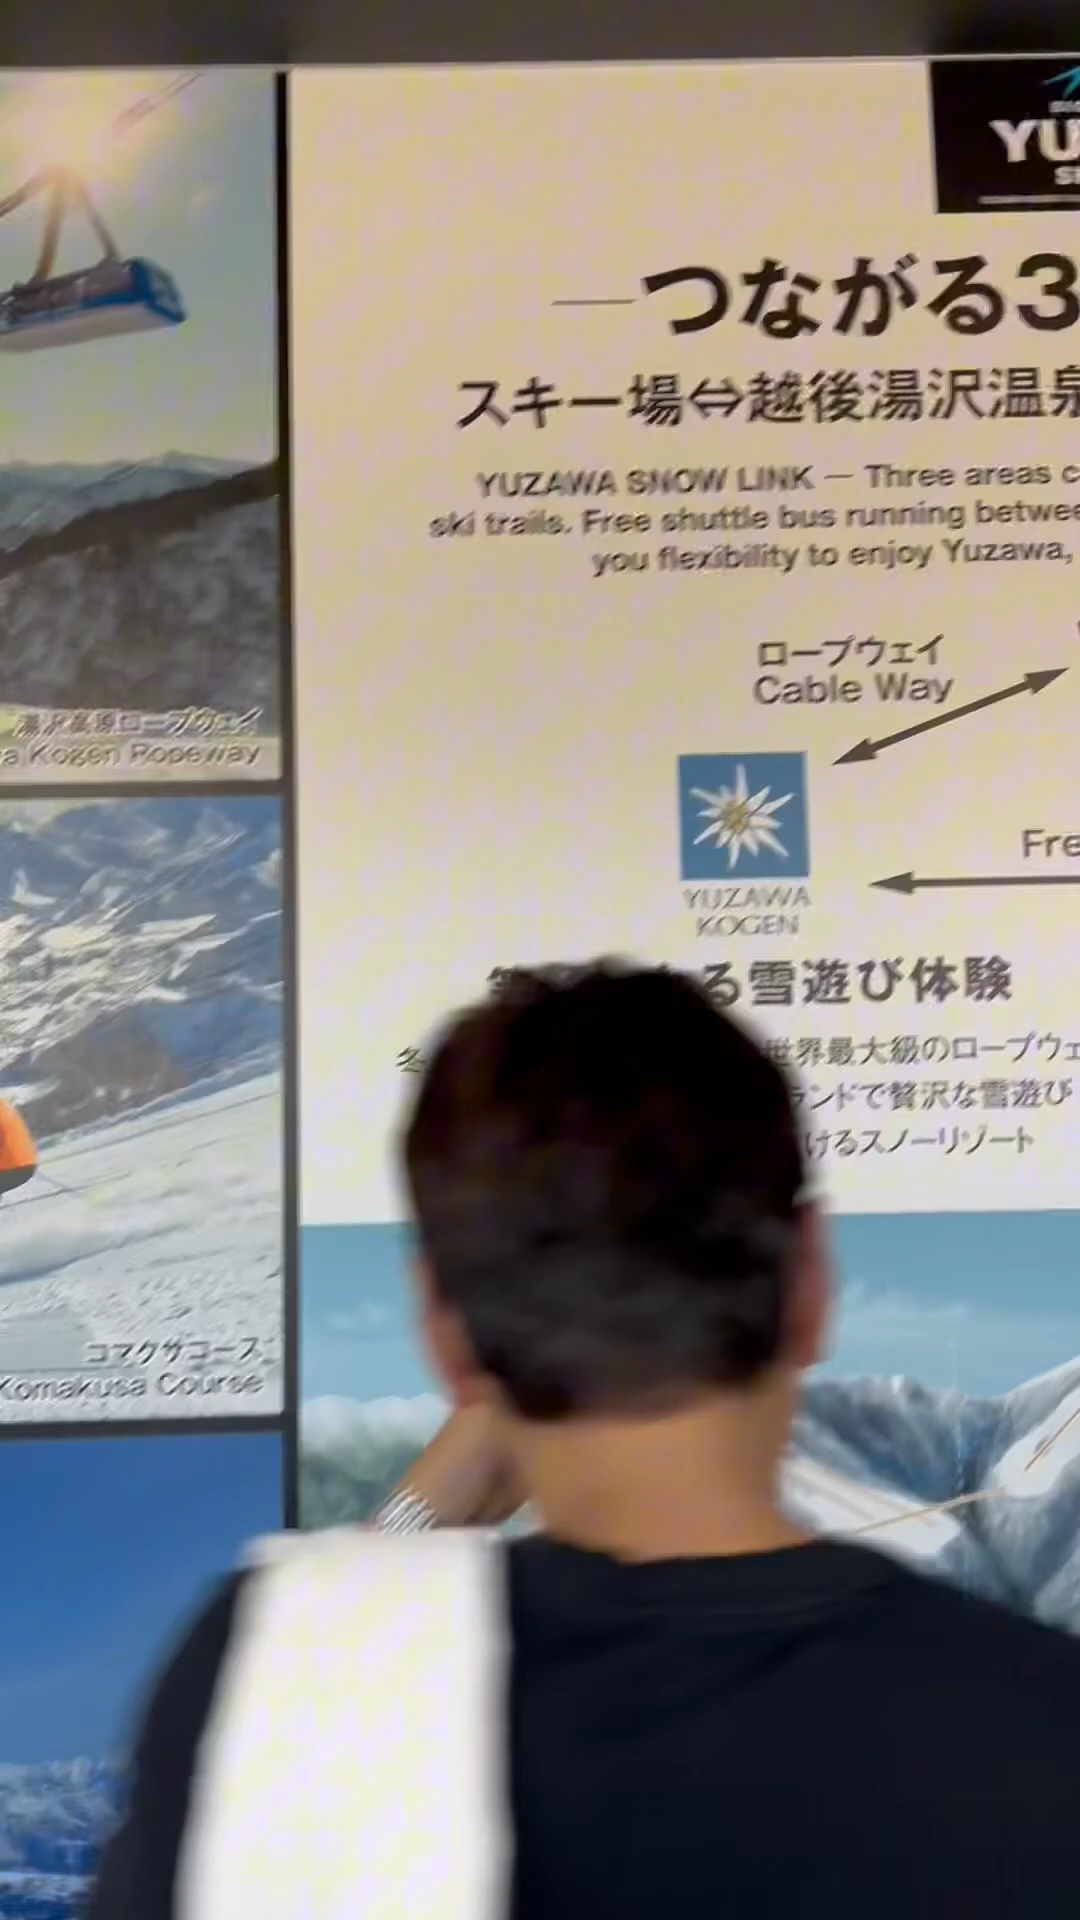 YU
つながる3
スキー場⇔越後湯沢温泉
YUZAWA SNOW LINK — Three areas c
ski trails. Free shuttle bus running betwee
you flexibility to enjoy Yuzawa,
ロープウェイ
Cable Way
Fre
YUZAWA
KOGEN
る雪遊び体験
冬
世界最大級のロープウェ
ランドで贅沢な雪遊び
けるスノーリゾート
湯沢高原ロープウェイ
a Kogen Ropeway
コマクサコース
Komakusa Course